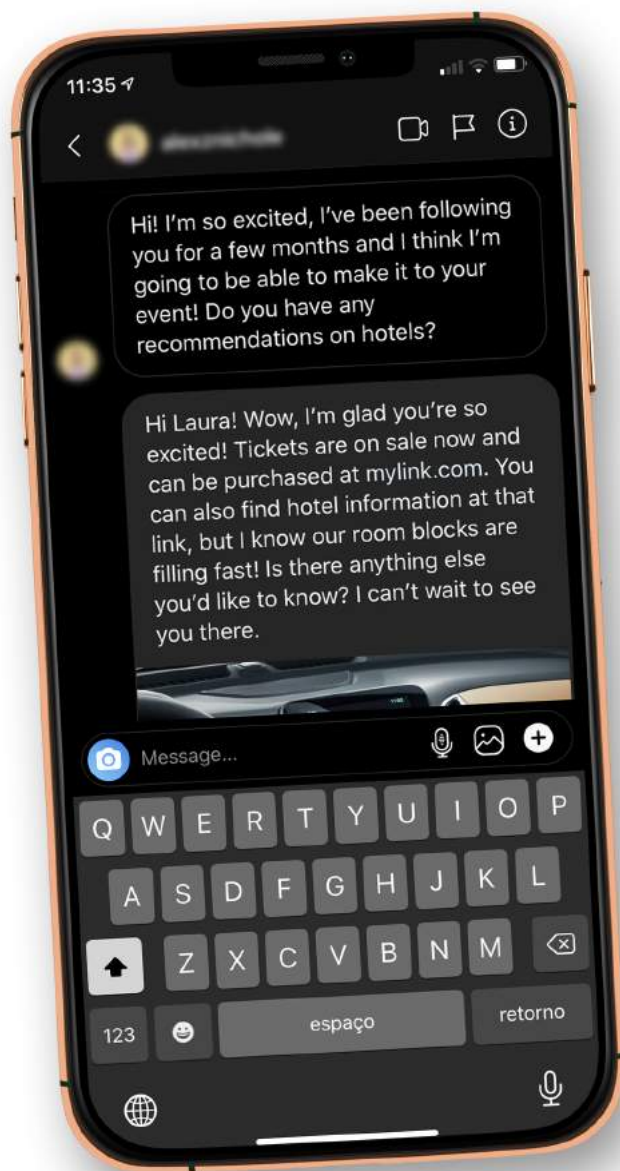 11:35
Hi! I'm so excited, I've been following
you for a few months and I think I'm
going to be able to make it to your
event! Do you have any
recommendations on hotels?
Hi Laura! Wow, I'm glad you're so
excited! Tickets are on sale now and
can be purchased at mylink.com. You
can also find hotel information at that
link, but I know our room blocks are
filling fast! Is there anything else
you'd like to know? I can't wait to see
you there.
Message...
Q W E R T Y U I O P
A S D F G H J K L
Z X C V B N M
123 espaço retorno